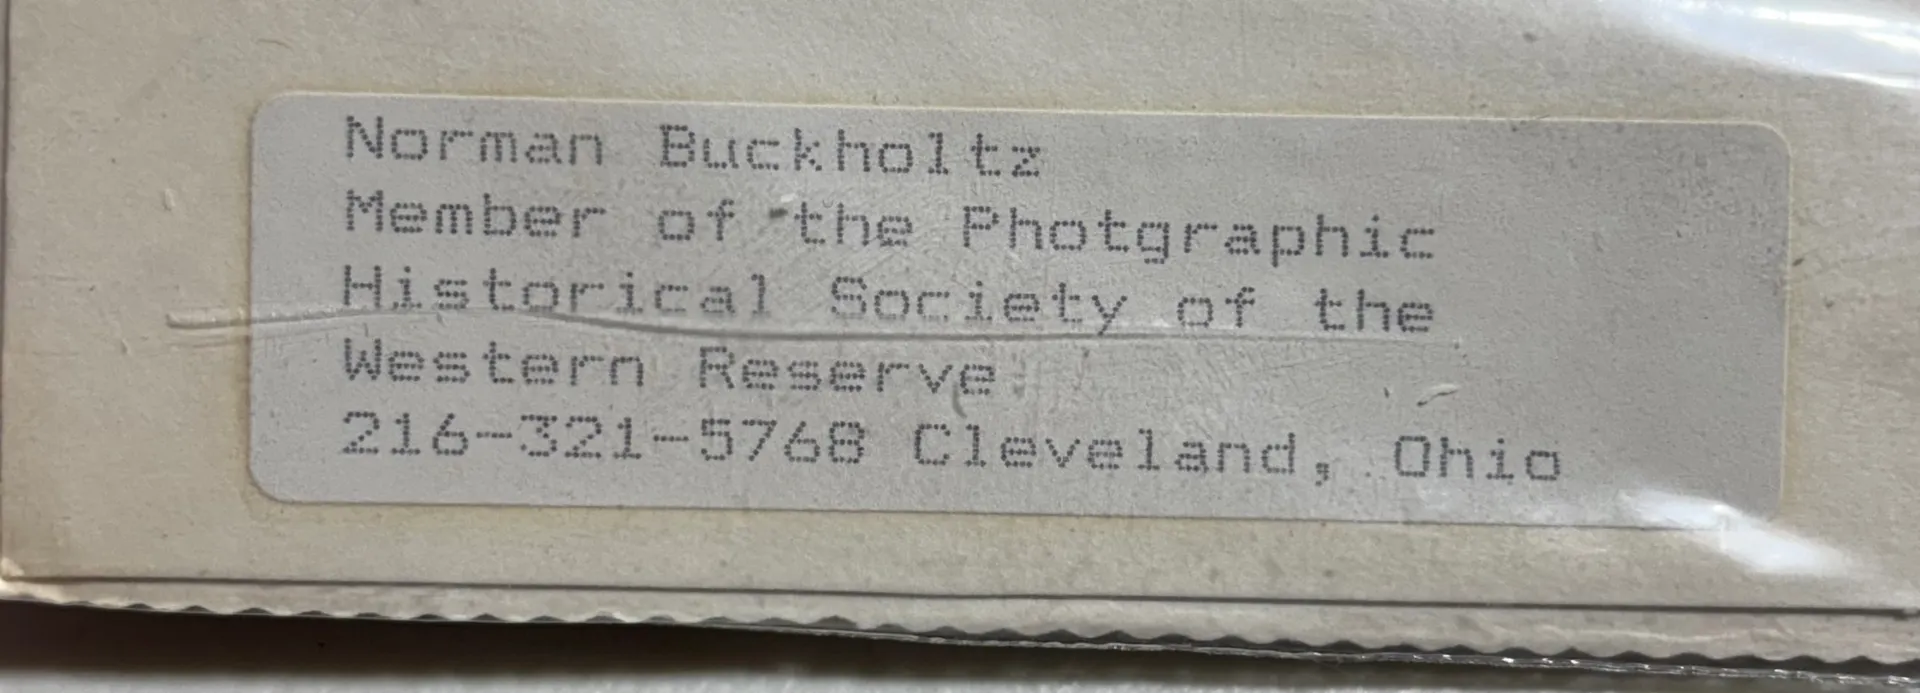 Norman Buckholtz
Member of the Photgraphic
Historical Society of the
Western Reserve
216-321-5768 Cleveland, Ohio